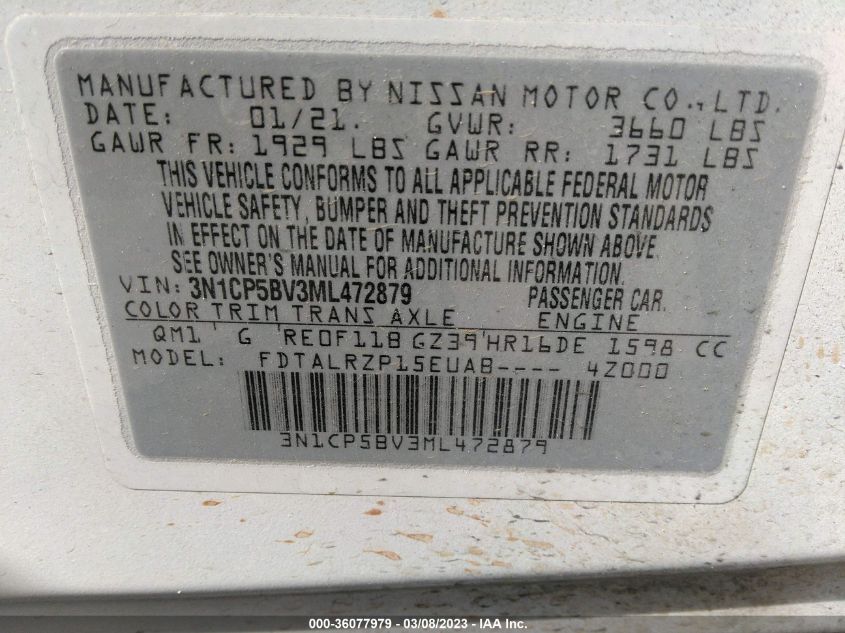 MANUFACTURED BY NISSAN MOTOR CO., LTD.
DATE: 01/21. GVWR: 3660 LBS
GAWR FR: 1929 LBS GAWR RR: 1731 LBS
THIS VEHICLE CONFORMS TO ALL APPLICABLE FEDERAL MOTOR
VEHICLE SAFETY, BUMPER AND THEFT PREVENTION STANDARDS
IN EFFECT ON THE DATE OF MANUFACTURE SHOWN ABOVE.
SEE OWNER'S MANUAL FOR ADDITIONAL INFORMATION.
VIN: 3N1CP5BV3ML472879 PASSENGER CAR.
COLOR TRIM TRANS AXLE ENGINE
QM1 ' G 'RE0F11B GZ39'HR16DE 1598 CC
MODEL: FDTALRZP15EUAB---- 4Z000
3N1CP5BV3ML472879
000-36077979 - 03/08/2023 - IAA, Inc.